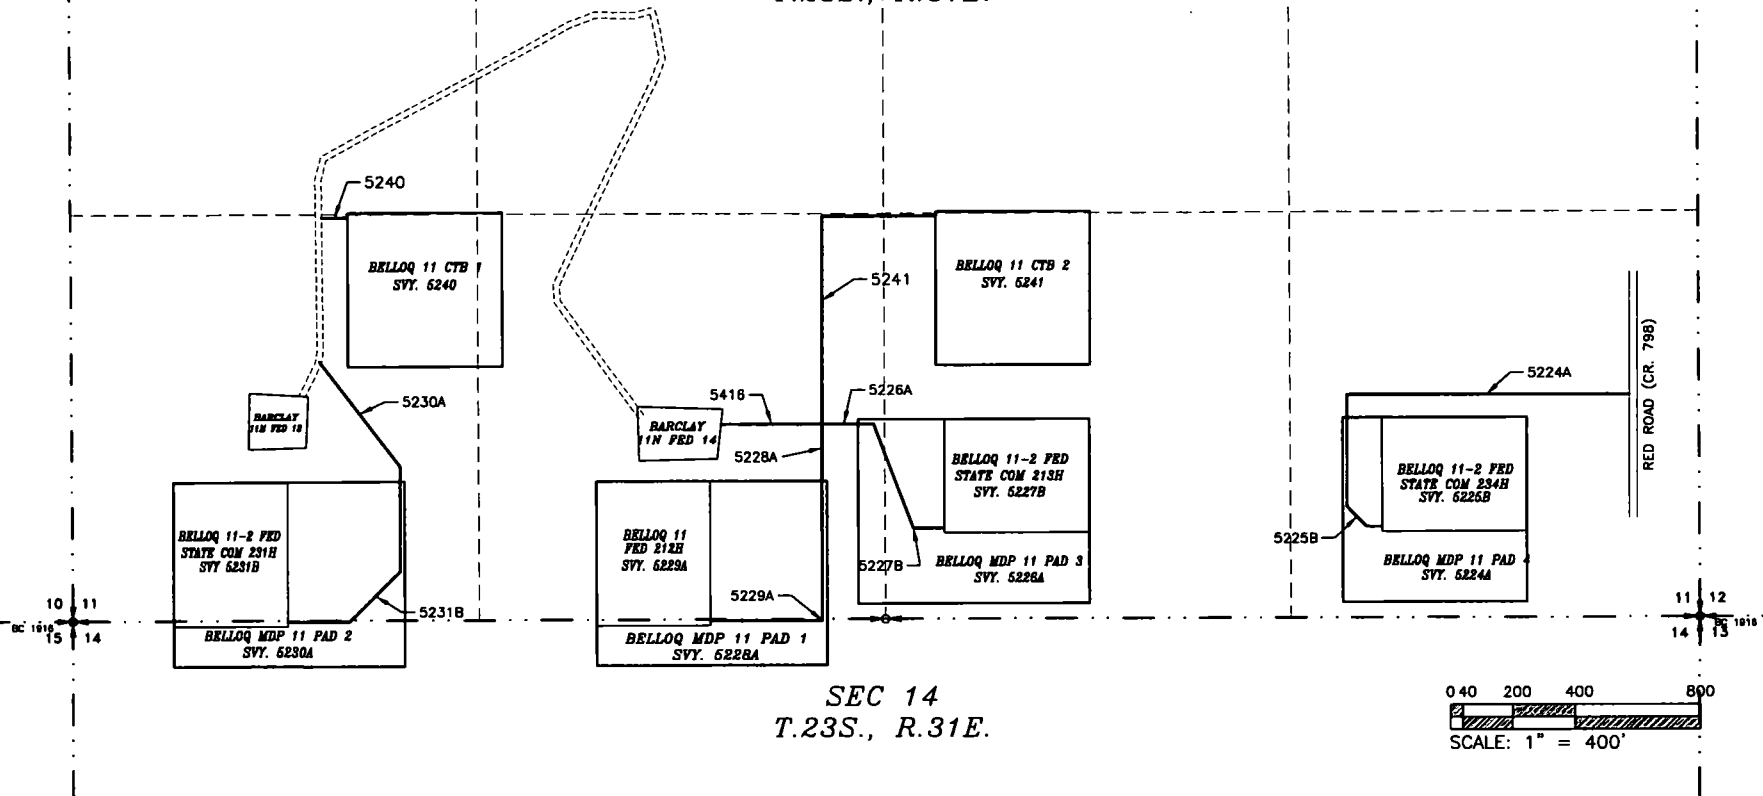 5240
BELLOQ 11 CTB 1
SVY. 5240
BELLOQ 11 CTB 2
SVY. 5241
5241
5230A
BARCLAY
5416
5226A
5224A
RED ROAD (CR. 798)
BARCLAY
11N FED 14
5228A
BELLOQ 11-2 FED
STATE COM 213H
SVY. 5227B
BELLOQ 11-2 FED
STATE COM 234H
SVY. 5225B
BELLOQ 11-2 FED
STATE COM 231H
SVY 5231B
BELLOQ 11
FED 212H
SVY. 5229A
5225B
5227B
BELLOQ MDP 11 PAD 3
SVY. 5226A
BELLOQ MDP 11 PAD 4
SVY. 5224A
5229A
5231B
10 11
15 14
BC 1916
11 12
14 13
BC 1916
BELLOQ MDP 11 PAD 2
SVY. 5230A
BELLOQ MDP 11 PAD 1
SVY. 5228A
SEC 14
T.23S., R.31E.
0 40 200 400 800
SCALE: 1" = 400'